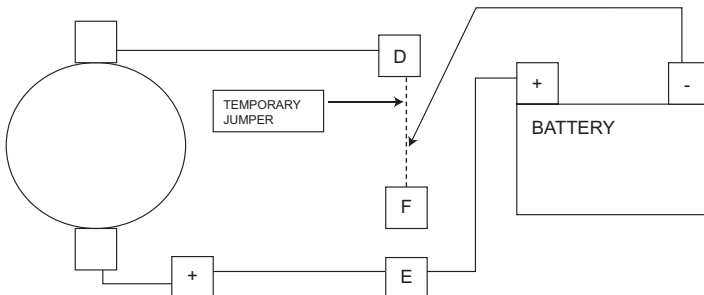 D
+
-
TEMPORARY
JUMPER
BATTERY
F
+
E